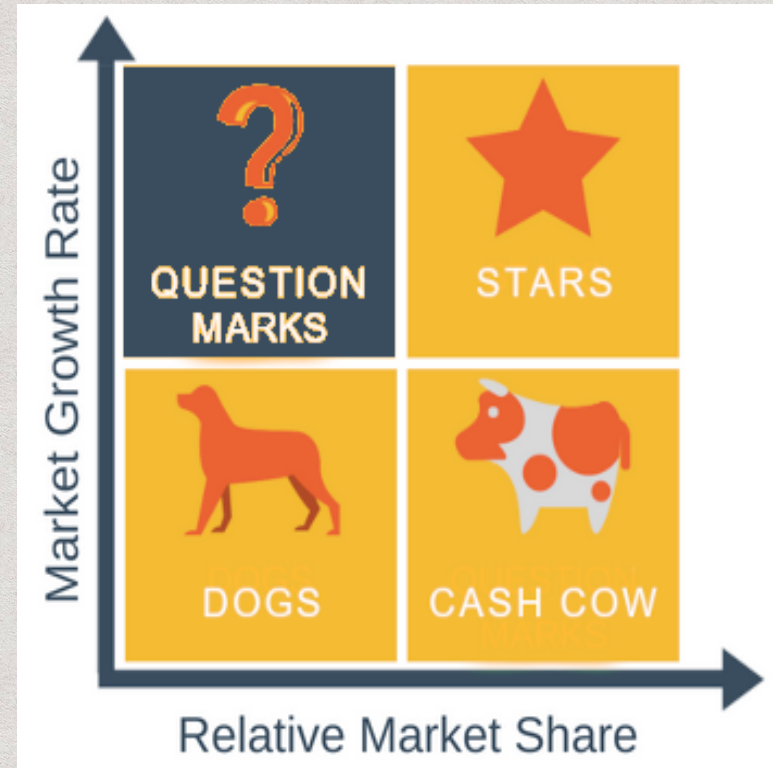 Market Growth Rate
?
QUESTION
MARKS
STARS
DOGS
CASH COW
Relative Market Share